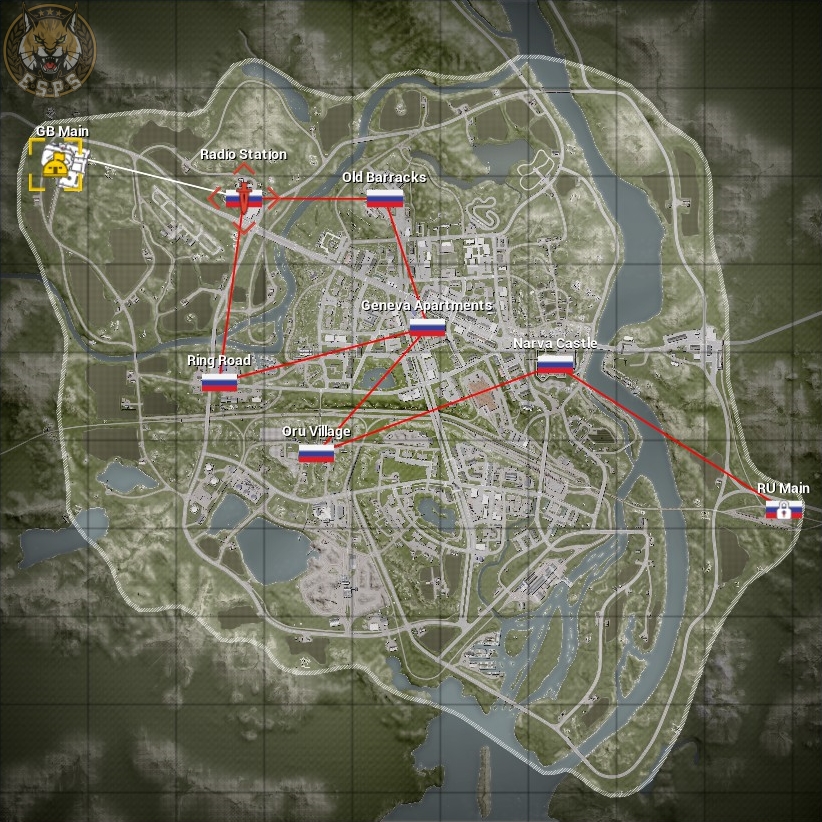 ESPS
GB Main
Radio Station
Old Barracks
Geneva Apartments
Narva Castle
Ring Road
Oru Village
RU Main